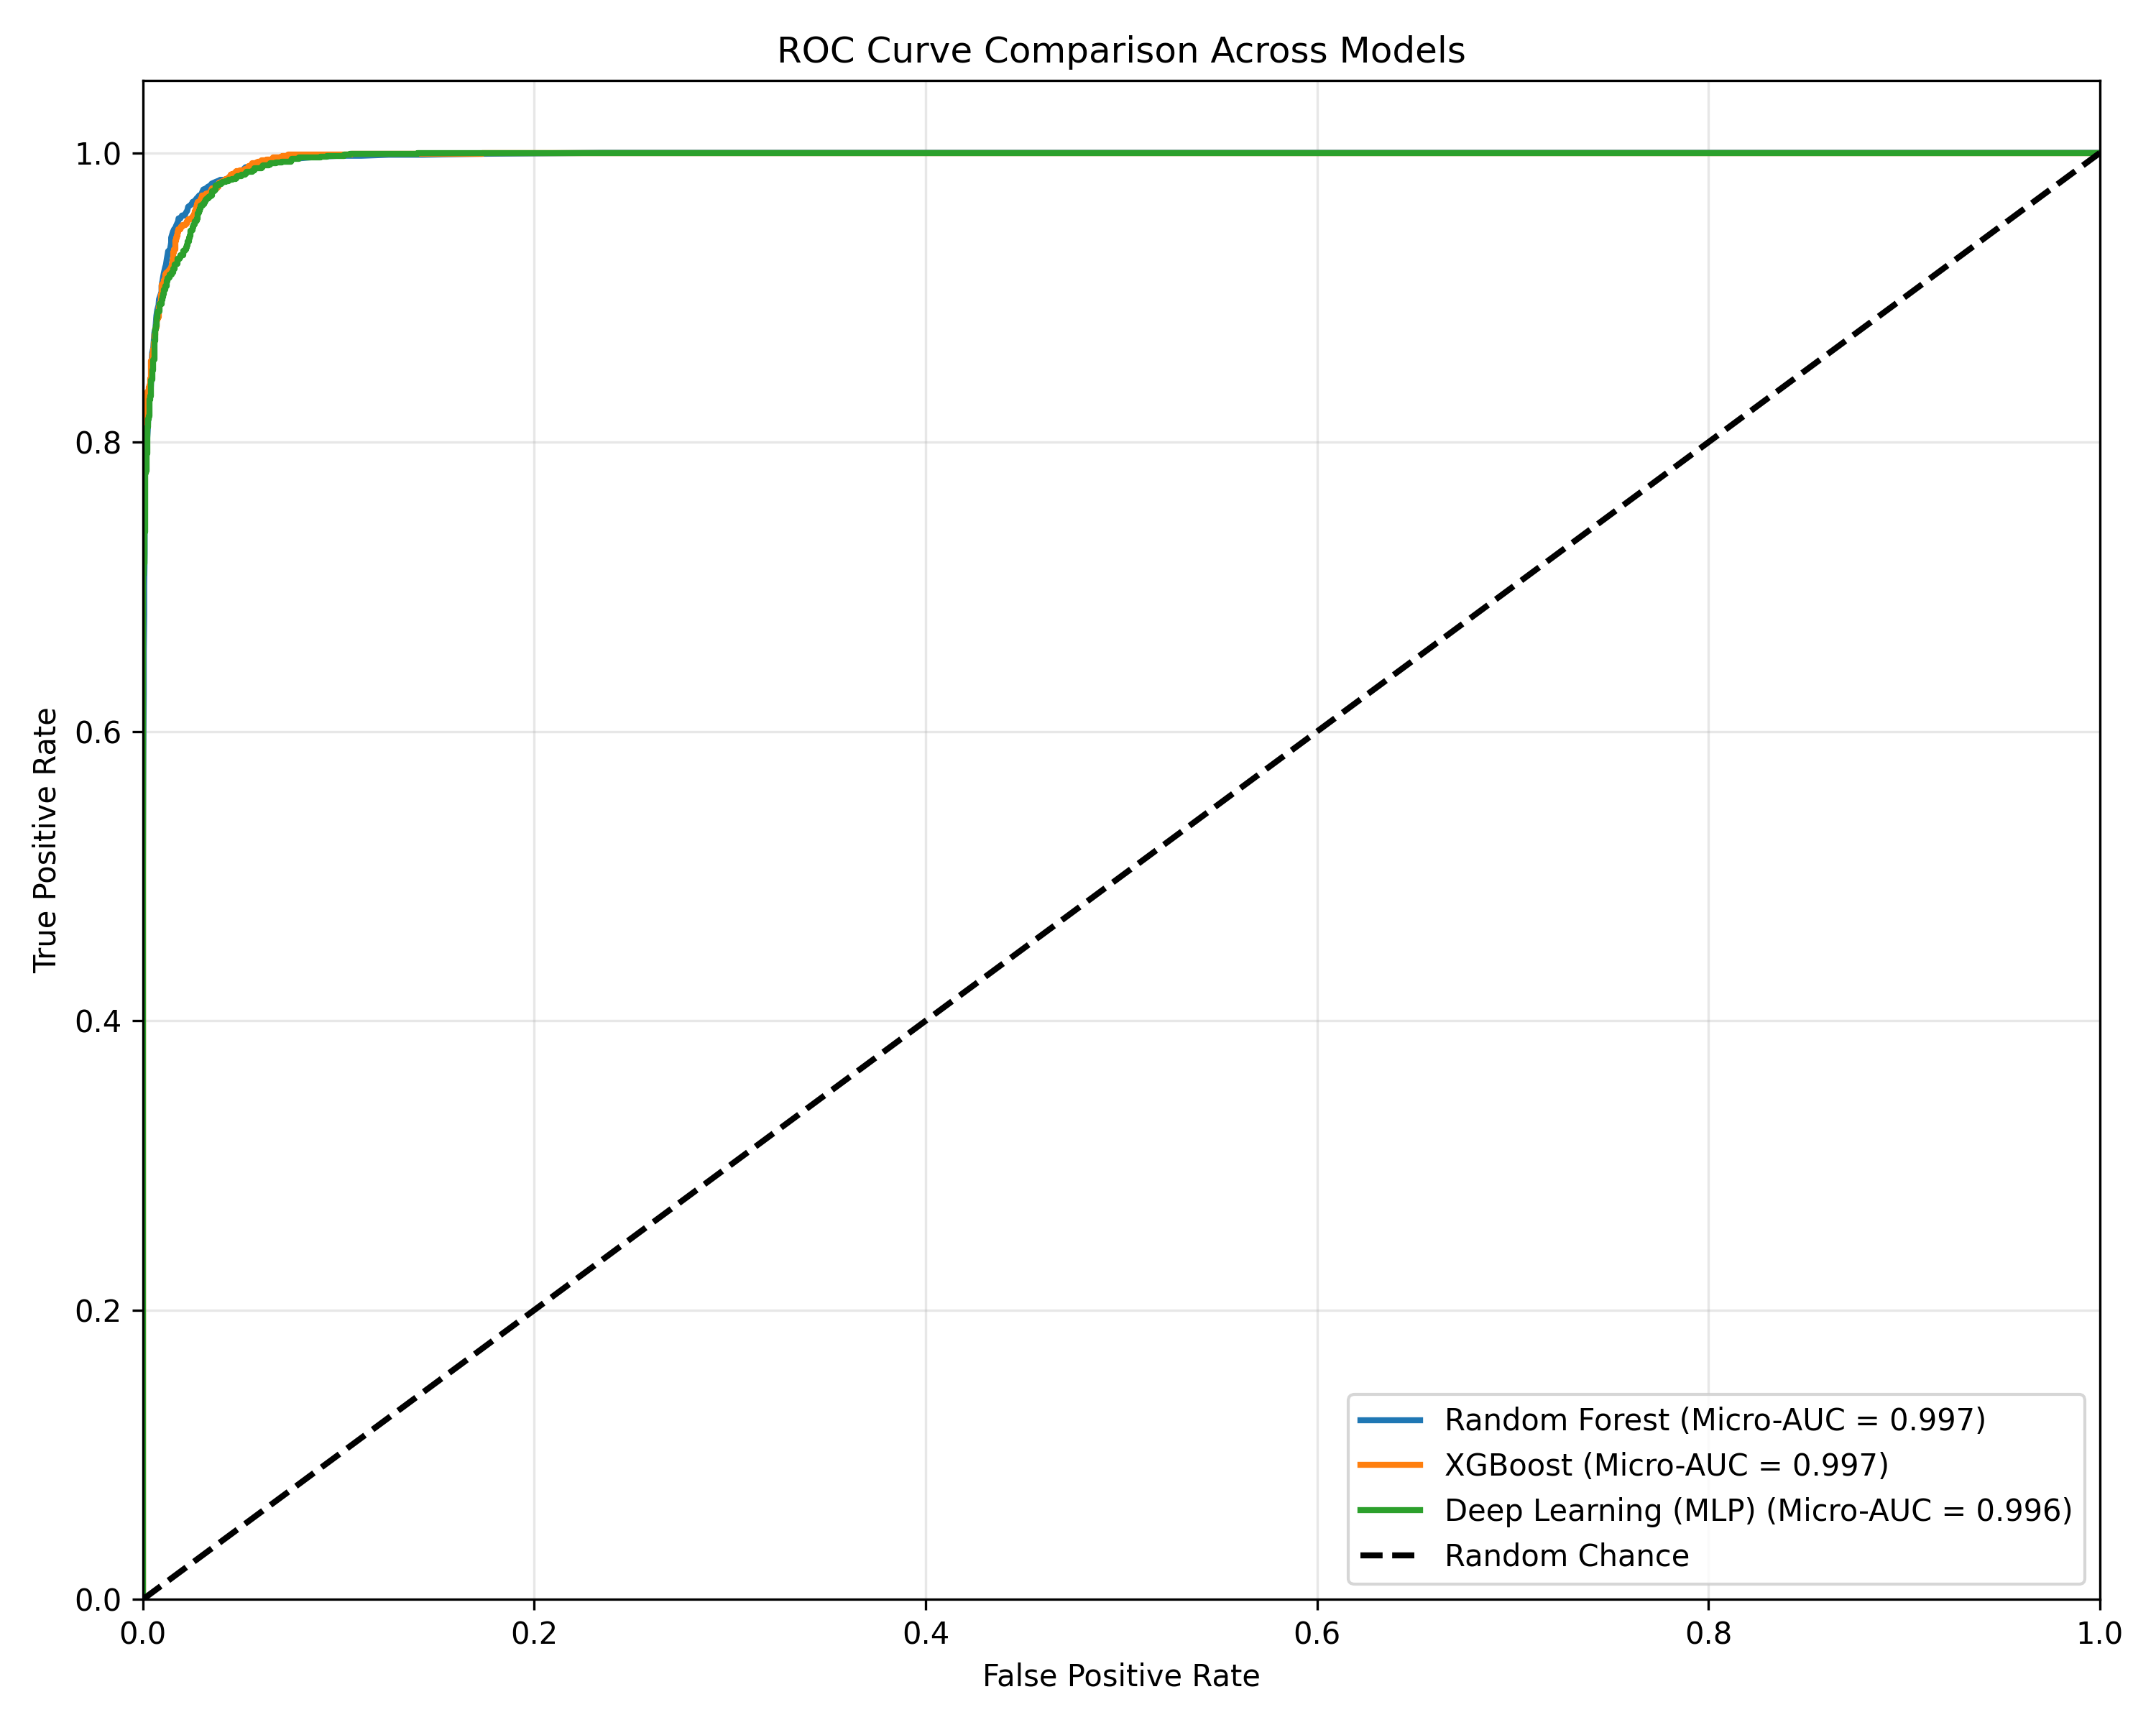 ROC Curve Comparison Across Models
True Positive Rate
1.0
0.8
0.6
0.4
0.2
0.0
0.0 0.2 0.4 0.6 0.8 1.0
False Positive Rate
Random Forest (Micro-AUC = 0.997)
XGBoost (Micro-AUC = 0.997)
Deep Learning (MLP) (Micro-AUC = 0.996)
Random Chance